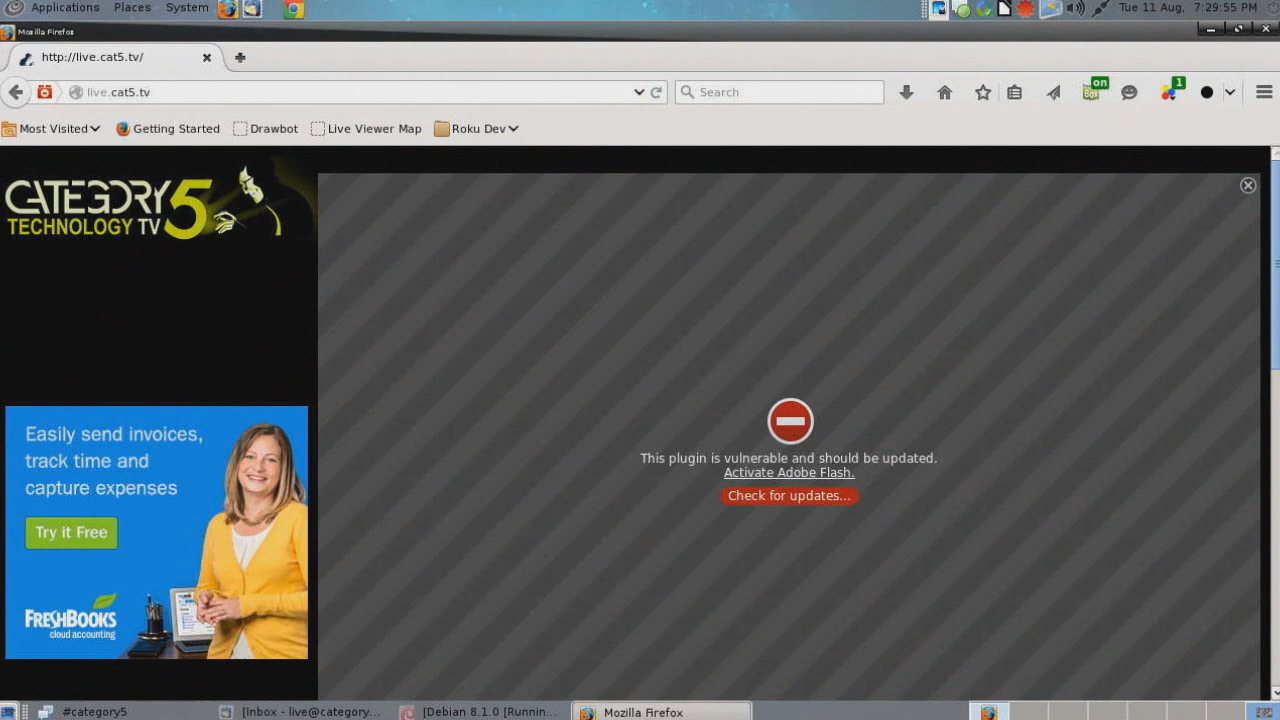 Applications Places System
Tue 11 Aug, 7:29:55 PM
Mozilla Firefox
http://live.cat5.tv/
live.cat5.tv
Search
on
1
Most Visited
Getting Started
Drawbot
Live Viewer Map
Roku Dev
CATEGORY 5
TECHNOLOGY TV
This plugin is vulnerable and should be updated.
Activate Adobe Flash.
Check for updates...
Easily send invoices,
track time and
capture expenses
Try it Free
FRESHBOOKS
cloud accounting
#category5
[Inbox - live@category...
[Debian 8.1.0 [Runnin...
Mozilla Firefox